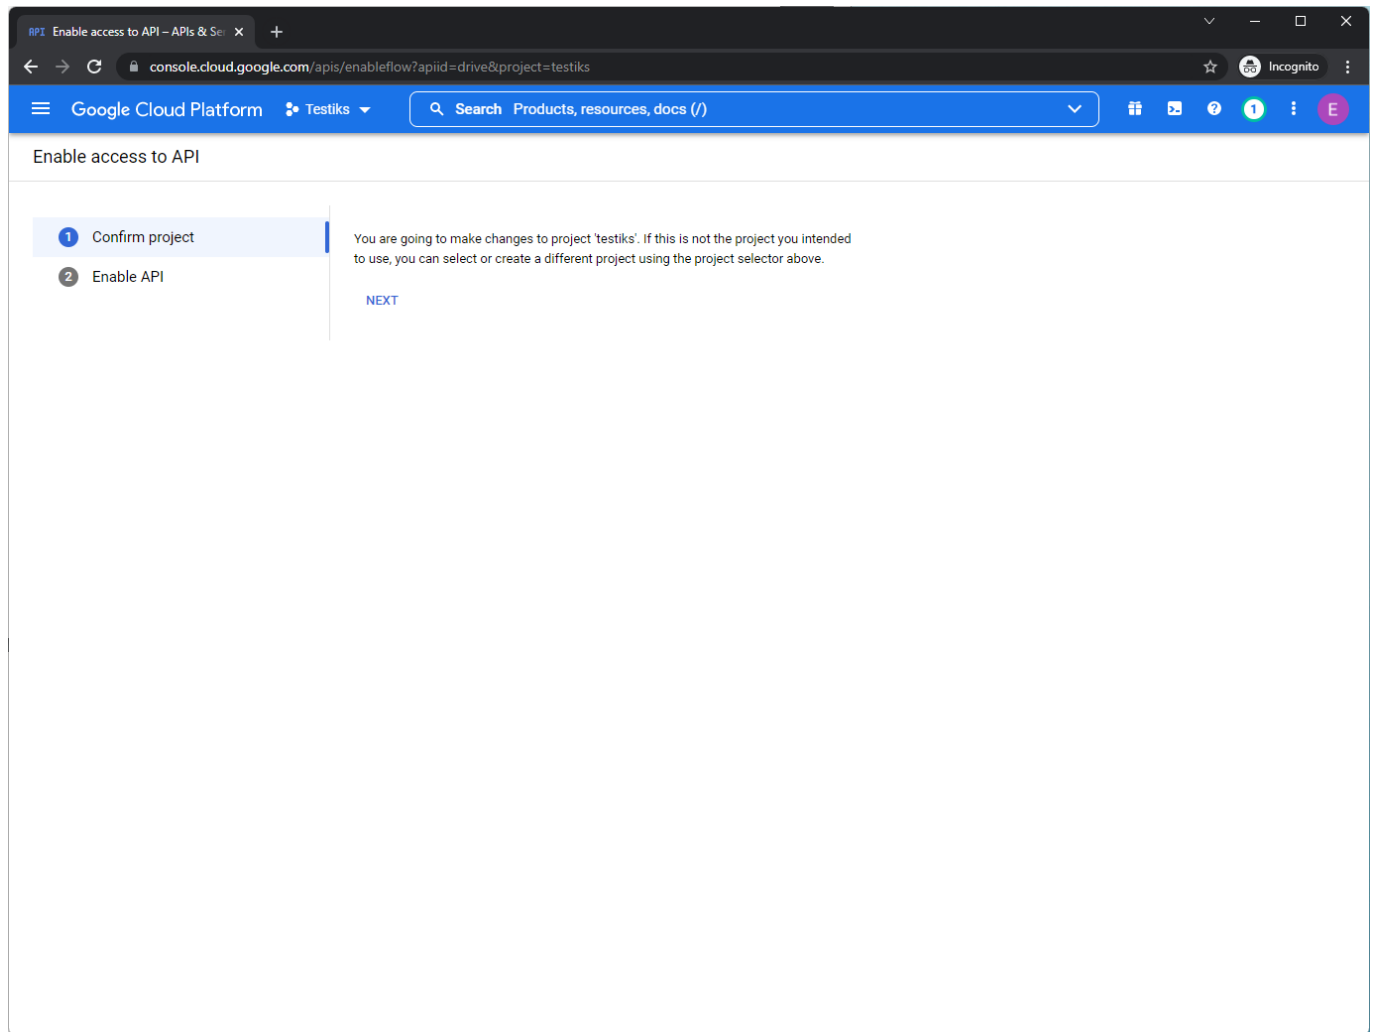 API Enable access to API – APIs & Se
console.cloud.google.com/apis/enableflow?apiid=drive&project=testiks
Incognito
Google Cloud Platform
Testiks
Search Products, resources, docs (/)
1
E
Enable access to API
1 Confirm project
2 Enable API
You are going to make changes to project 'testiks'. If this is not the project you intended
to use, you can select or create a different project using the project selector above.
NEXT